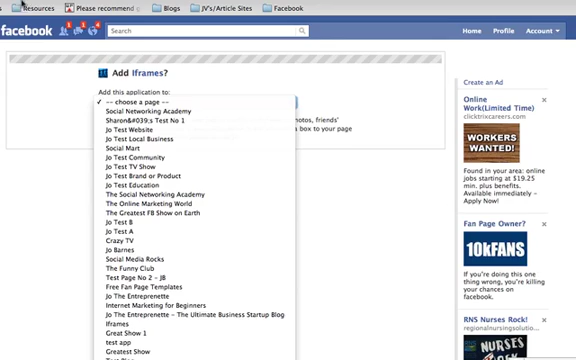 Resources
Please recommend
Blogs
JV's/Article Sites
Facebook
facebook
1
1
4
Search
Home
Profile
Account
Add Iframes?
Add this application to:
✓ -- choose a page --
Social Networking Academy
Sharon&#039;s Test No 1
Jo Test Website
Jo Test Local Business
Social Mart
Jo Test Community
Jo Test TV Show
Jo Test Brand or Product
Jo Test Education
The Social Networking Academy
The Online Marketing World
The Greatest FB Show on Earth
Jo Test B
Jo Test A
Crazy TV
Jo Barnes
Social Media Rocks
The Funny Club
Test Page No 2 - JB
Free Fan Page Templates
Jo The Entreprenette
Internet Marketing for Beginners
Jo The Entreprenette - The Ultimate Business Startup Blog
Iframes
Great Show 1
test app
Greatest Show
hotos, friends'
a box to your page
Create an Ad
Online
Work(Limited Time)
clicktrixcareers.com
WORKERS
WANTED!
Found in your area: online
jobs starting at $19.25
min. plus benefits.
Available immediately -
Apply Now!
Fan Page Owner?
10kFANS
If you're doing this one
thing wrong, you're
killing your chances on
facebook.
RNS Nurses Rock!
regionalnursingsolutio...
NURSES